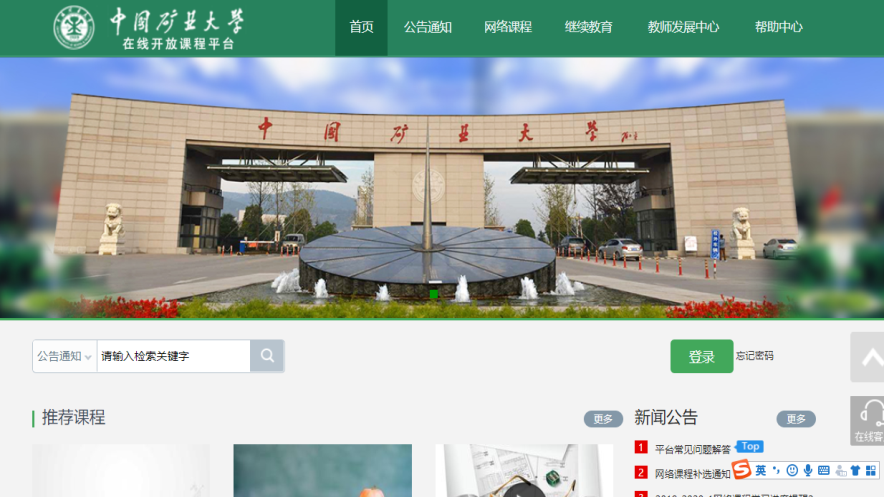 中国矿业大学
在线开放课程平台
首页 公告通知 网络课程 继续教育 教师发展中心 帮助中心
中国矿业大学
公告通知 请输入检索关键字
登录 忘记密码
推荐课程 更多
新闻公告 更多
在线客
1 平台常见问题解答 Top
2 网络课程补选通知
S 英